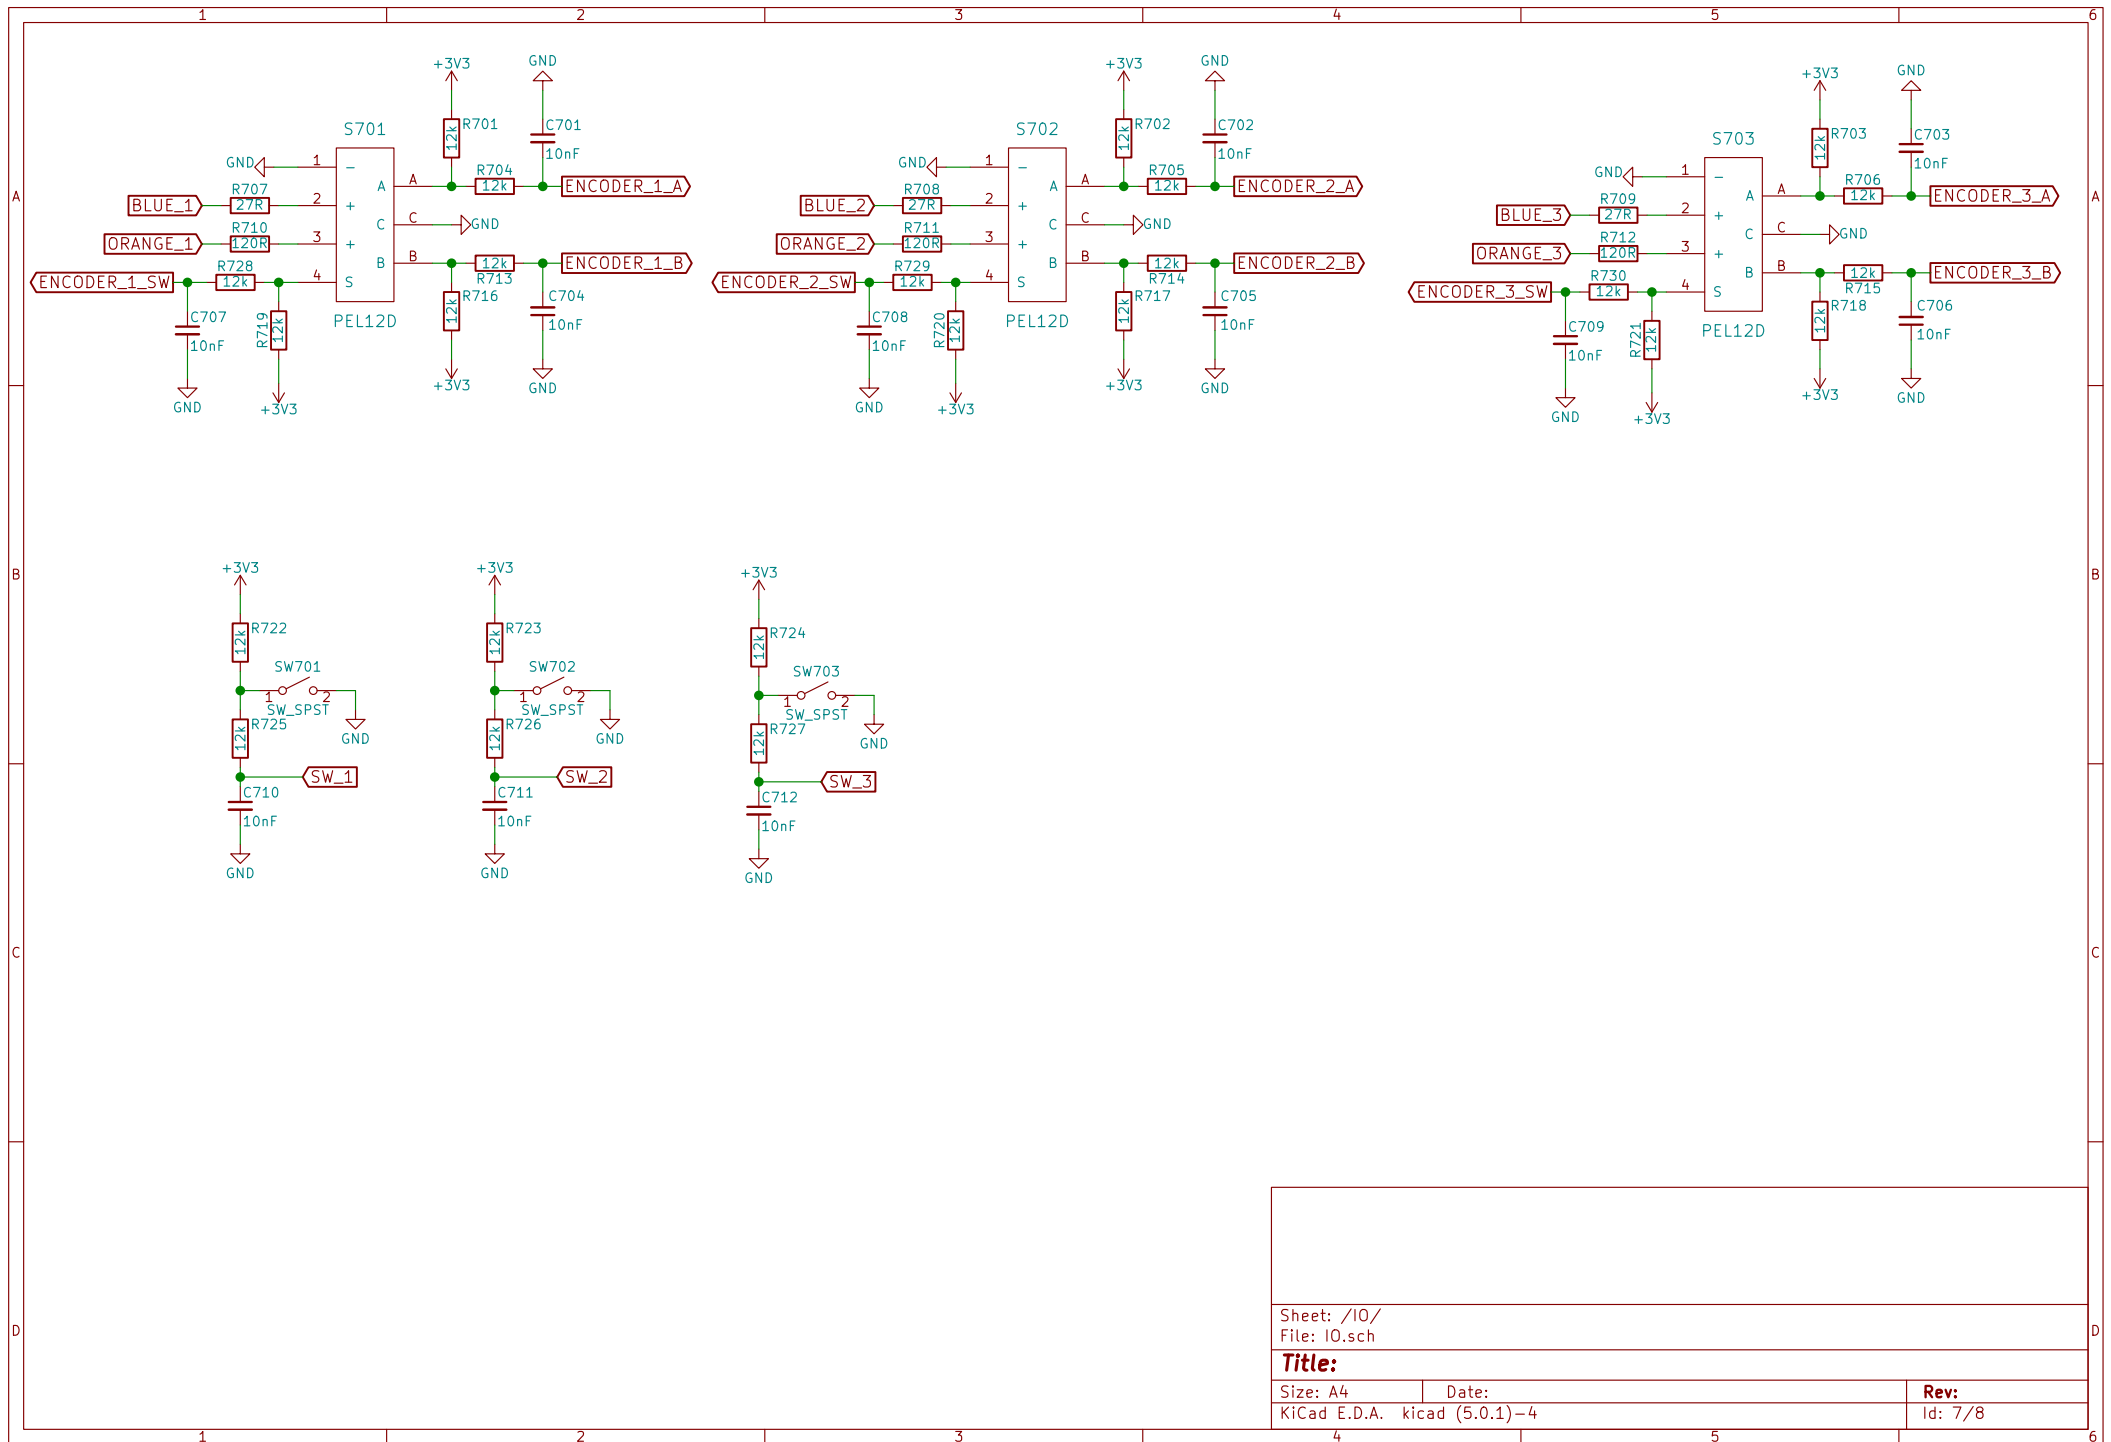 1 2 3 4 5 6
+3V3 GND +3V3 GND +3V3 GND
S701 R701 12k C701 10nF
GND 1 − A A R704 12k ENCODER_1_A
BLUE_1 R707 27R 2 +
C C GND
ORANGE_1 R710 120R 3 +
B B 12k R713 ENCODER_1_B
ENCODER_1_SW R728 12k 4 S
R716 12k C704 10nF
PEL12D
C707 10nF R719 12k
+3V3 GND
GND +3V3
S702 R702 12k C702 10nF
GND 1 − A A R705 12k ENCODER_2_A
BLUE_2 R708 27R 2 +
C C GND
ORANGE_2 R711 120R 3 +
B B 12k R714 ENCODER_2_B
ENCODER_2_SW R729 12k 4 S
R717 12k C705 10nF
PEL12D
C708 10nF R720 12k
+3V3 GND
GND +3V3
S703 R703 12k C703 10nF
GND 1 − A A R706 12k ENCODER_3_A
BLUE_3 R709 27R 2 +
C C GND
ORANGE_3 R712 120R 3 +
B B 12k R715 ENCODER_3_B
ENCODER_3_SW R730 12k 4 S
R718 12k C706 10nF
PEL12D
C709 10nF R721 12k
+3V3 GND
GND +3V3
A A
B B
+3V3
R722
12k
SW701
1 2
SW_SPST
R725
12k
GND
SW_1
C710
10nF
GND
+3V3
R723
12k
SW702
1 2
SW_SPST
R726
12k
GND
SW_2
C711
10nF
GND
+3V3
R724
12k
SW703
1 2
SW_SPST
R727
12k
GND
SW_3
C712
10nF
GND
C C
D D
Sheet: /IO/
File: IO.sch
Title:
Size: A4 Date: Rev:
KiCad E.D.A. kicad (5.0.1)−4 Id: 7/8
1 2 3 4 5 6